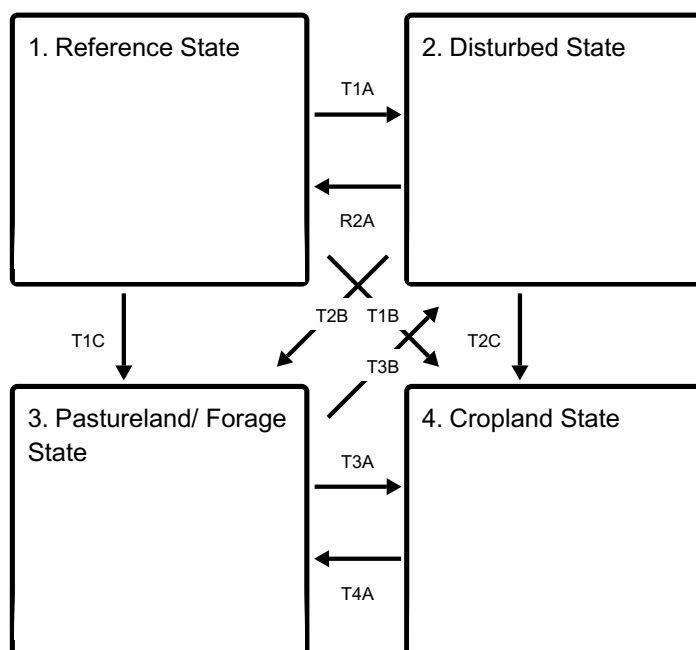 1. Reference State
2. Disturbed State
T1A
R2A
T2B
T1B
T1C
T2C
T3B
3. Pastureland/ Forage
State
4. Cropland State
T3A
T4A